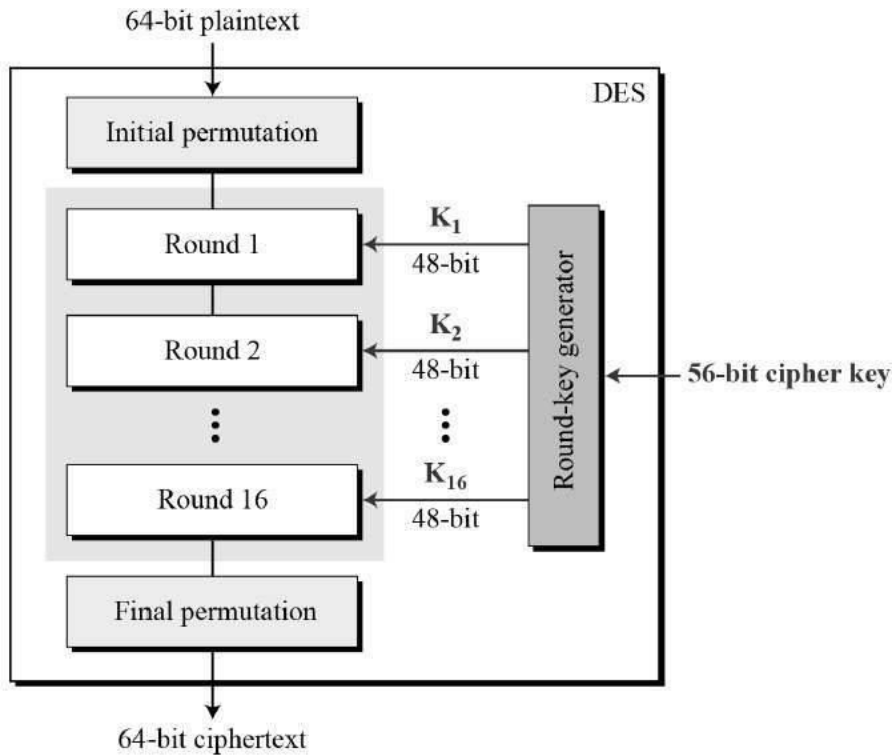 64-bit plaintext
DES
Initial permutation
Round 1
K₁
48-bit
Round 2
K₂
48-bit
Round-key generator
56-bit cipher key
Round 16
K₁₆
48-bit
Final permutation
64-bit ciphertext